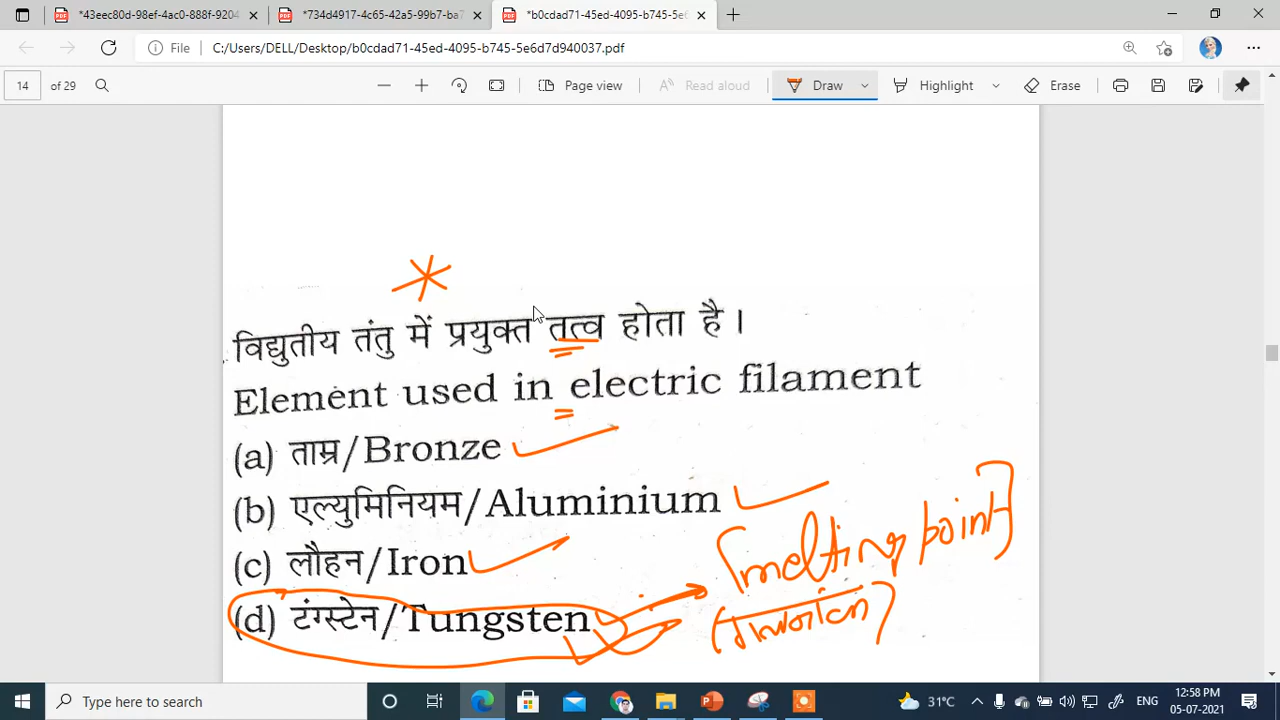 *43eec80d-98ef-4ac0-888f-9204
*734d4917-4c65-42a5-99b7-ba7
*b0cdad71-45ed-4095-b745-5e6
File
C:/Users/DELL/Desktop/b0cdad71-45ed-4095-b745-5e6d7d940037.pdf
14 of 29
Page view
Read aloud
Draw
Highlight
Erase
विद्युतीय तंतु में प्रयुक्त तत्व होता है ।
Element used in electric filament
(a) ताम्र/Bronze
(b) एल्युमिनियम/Aluminium
(c) लौहन/Iron
(d) टंग्स्टेन/Tungsten
melting point
Type here to search
31°C
ENG
12:58 PM
05-07-2021